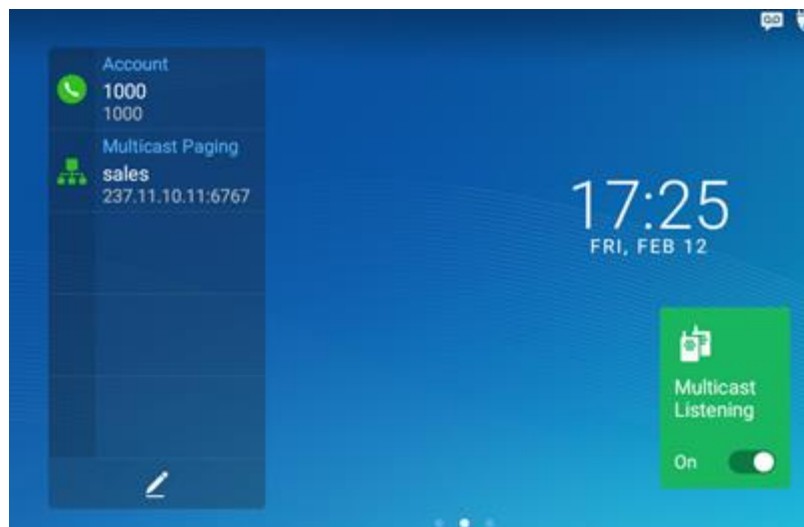 Account
1000
1000
Multicast Paging
sales
237.11.10.11:6767
17:25
FRI, FEB 12
Multicast
Listening
On